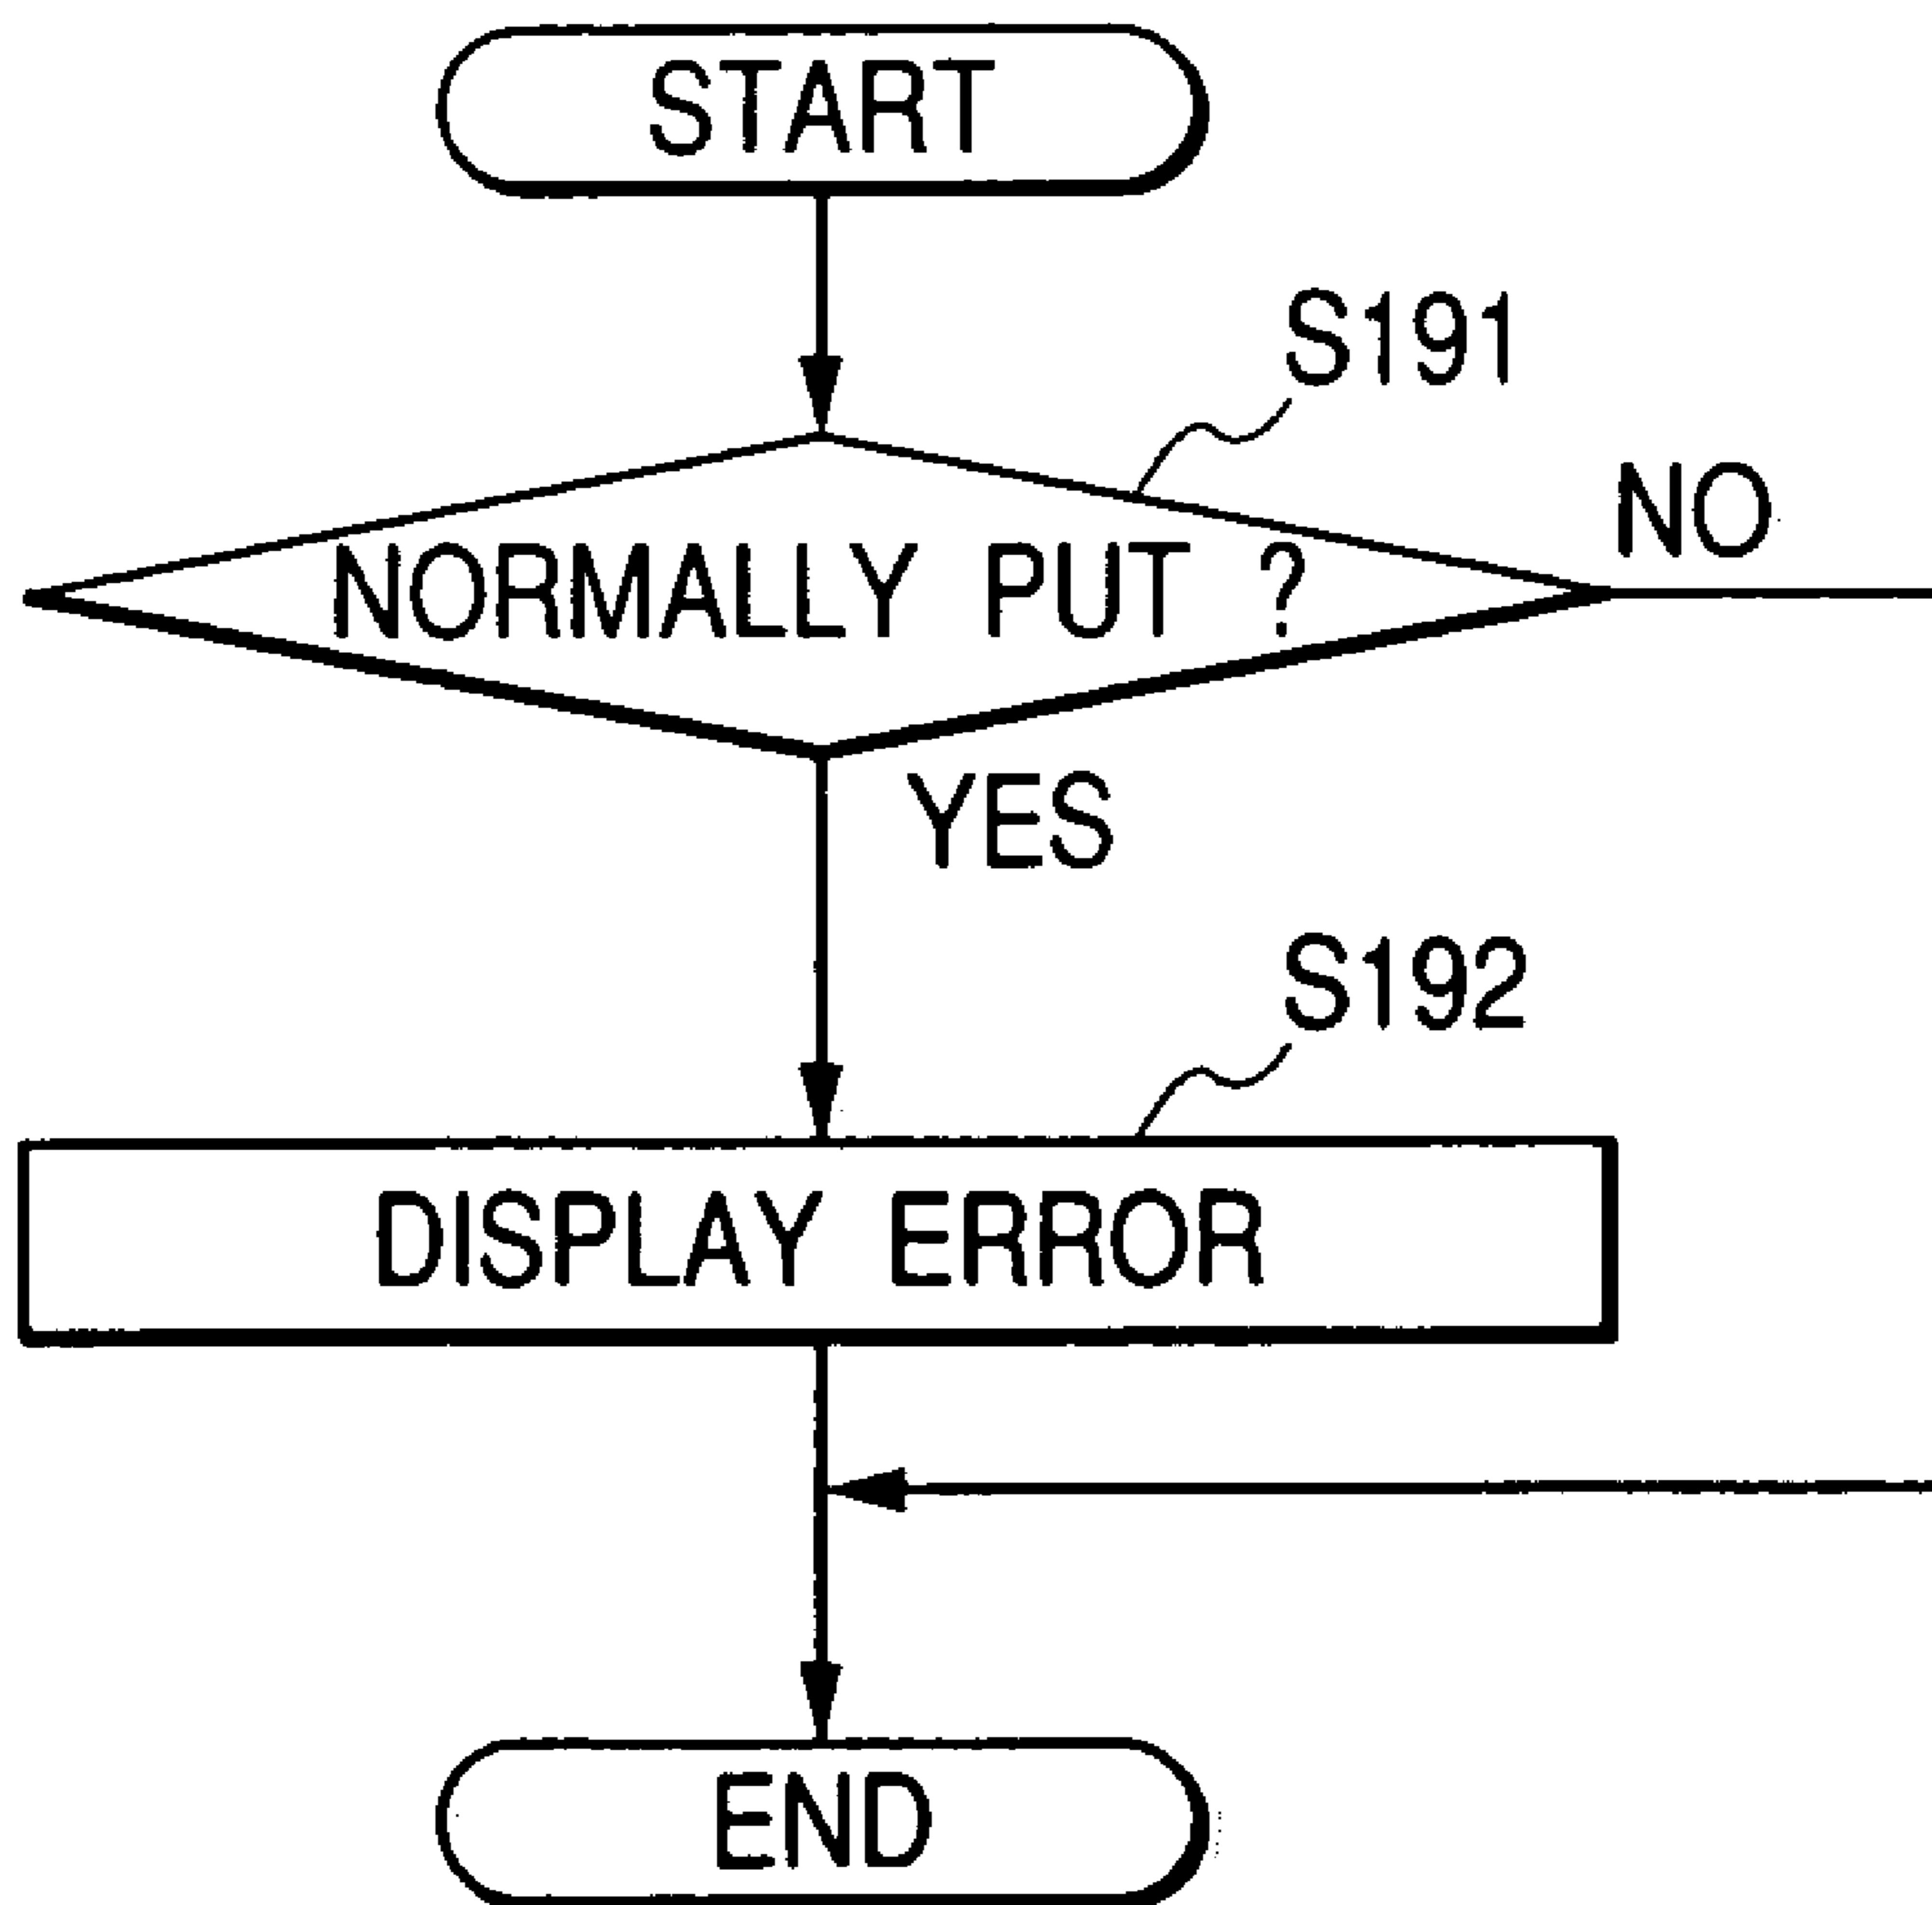 START
S191
NO
NORMALLY PUT ?
YES
S192
DISPLAY ERROR
END